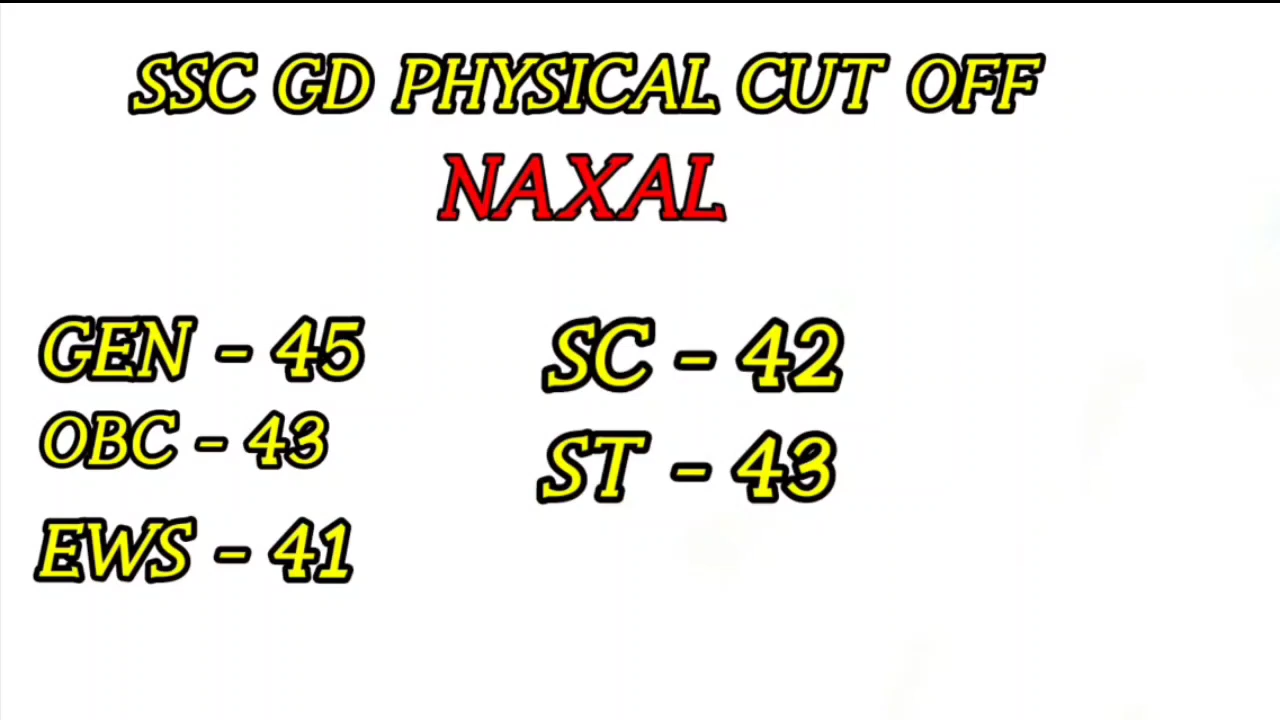 SSC GD PHYSICAL CUT OFF
NAXAL
GEN - 45
OBC - 43
EWS - 41
SC - 42
ST - 43